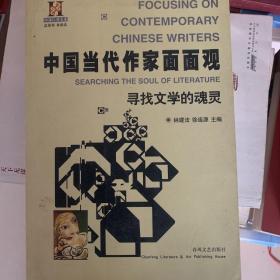 FOCUSING ON
CONTEMPORARY
CHINESE WRITERS
中国当代作家面面观
SEARCHING THE SOUL OF LITERATURE
寻找文学的魂灵
林建法 徐连源 主编
春风文艺出版社
Chunfeng Literature & Art Publishing House